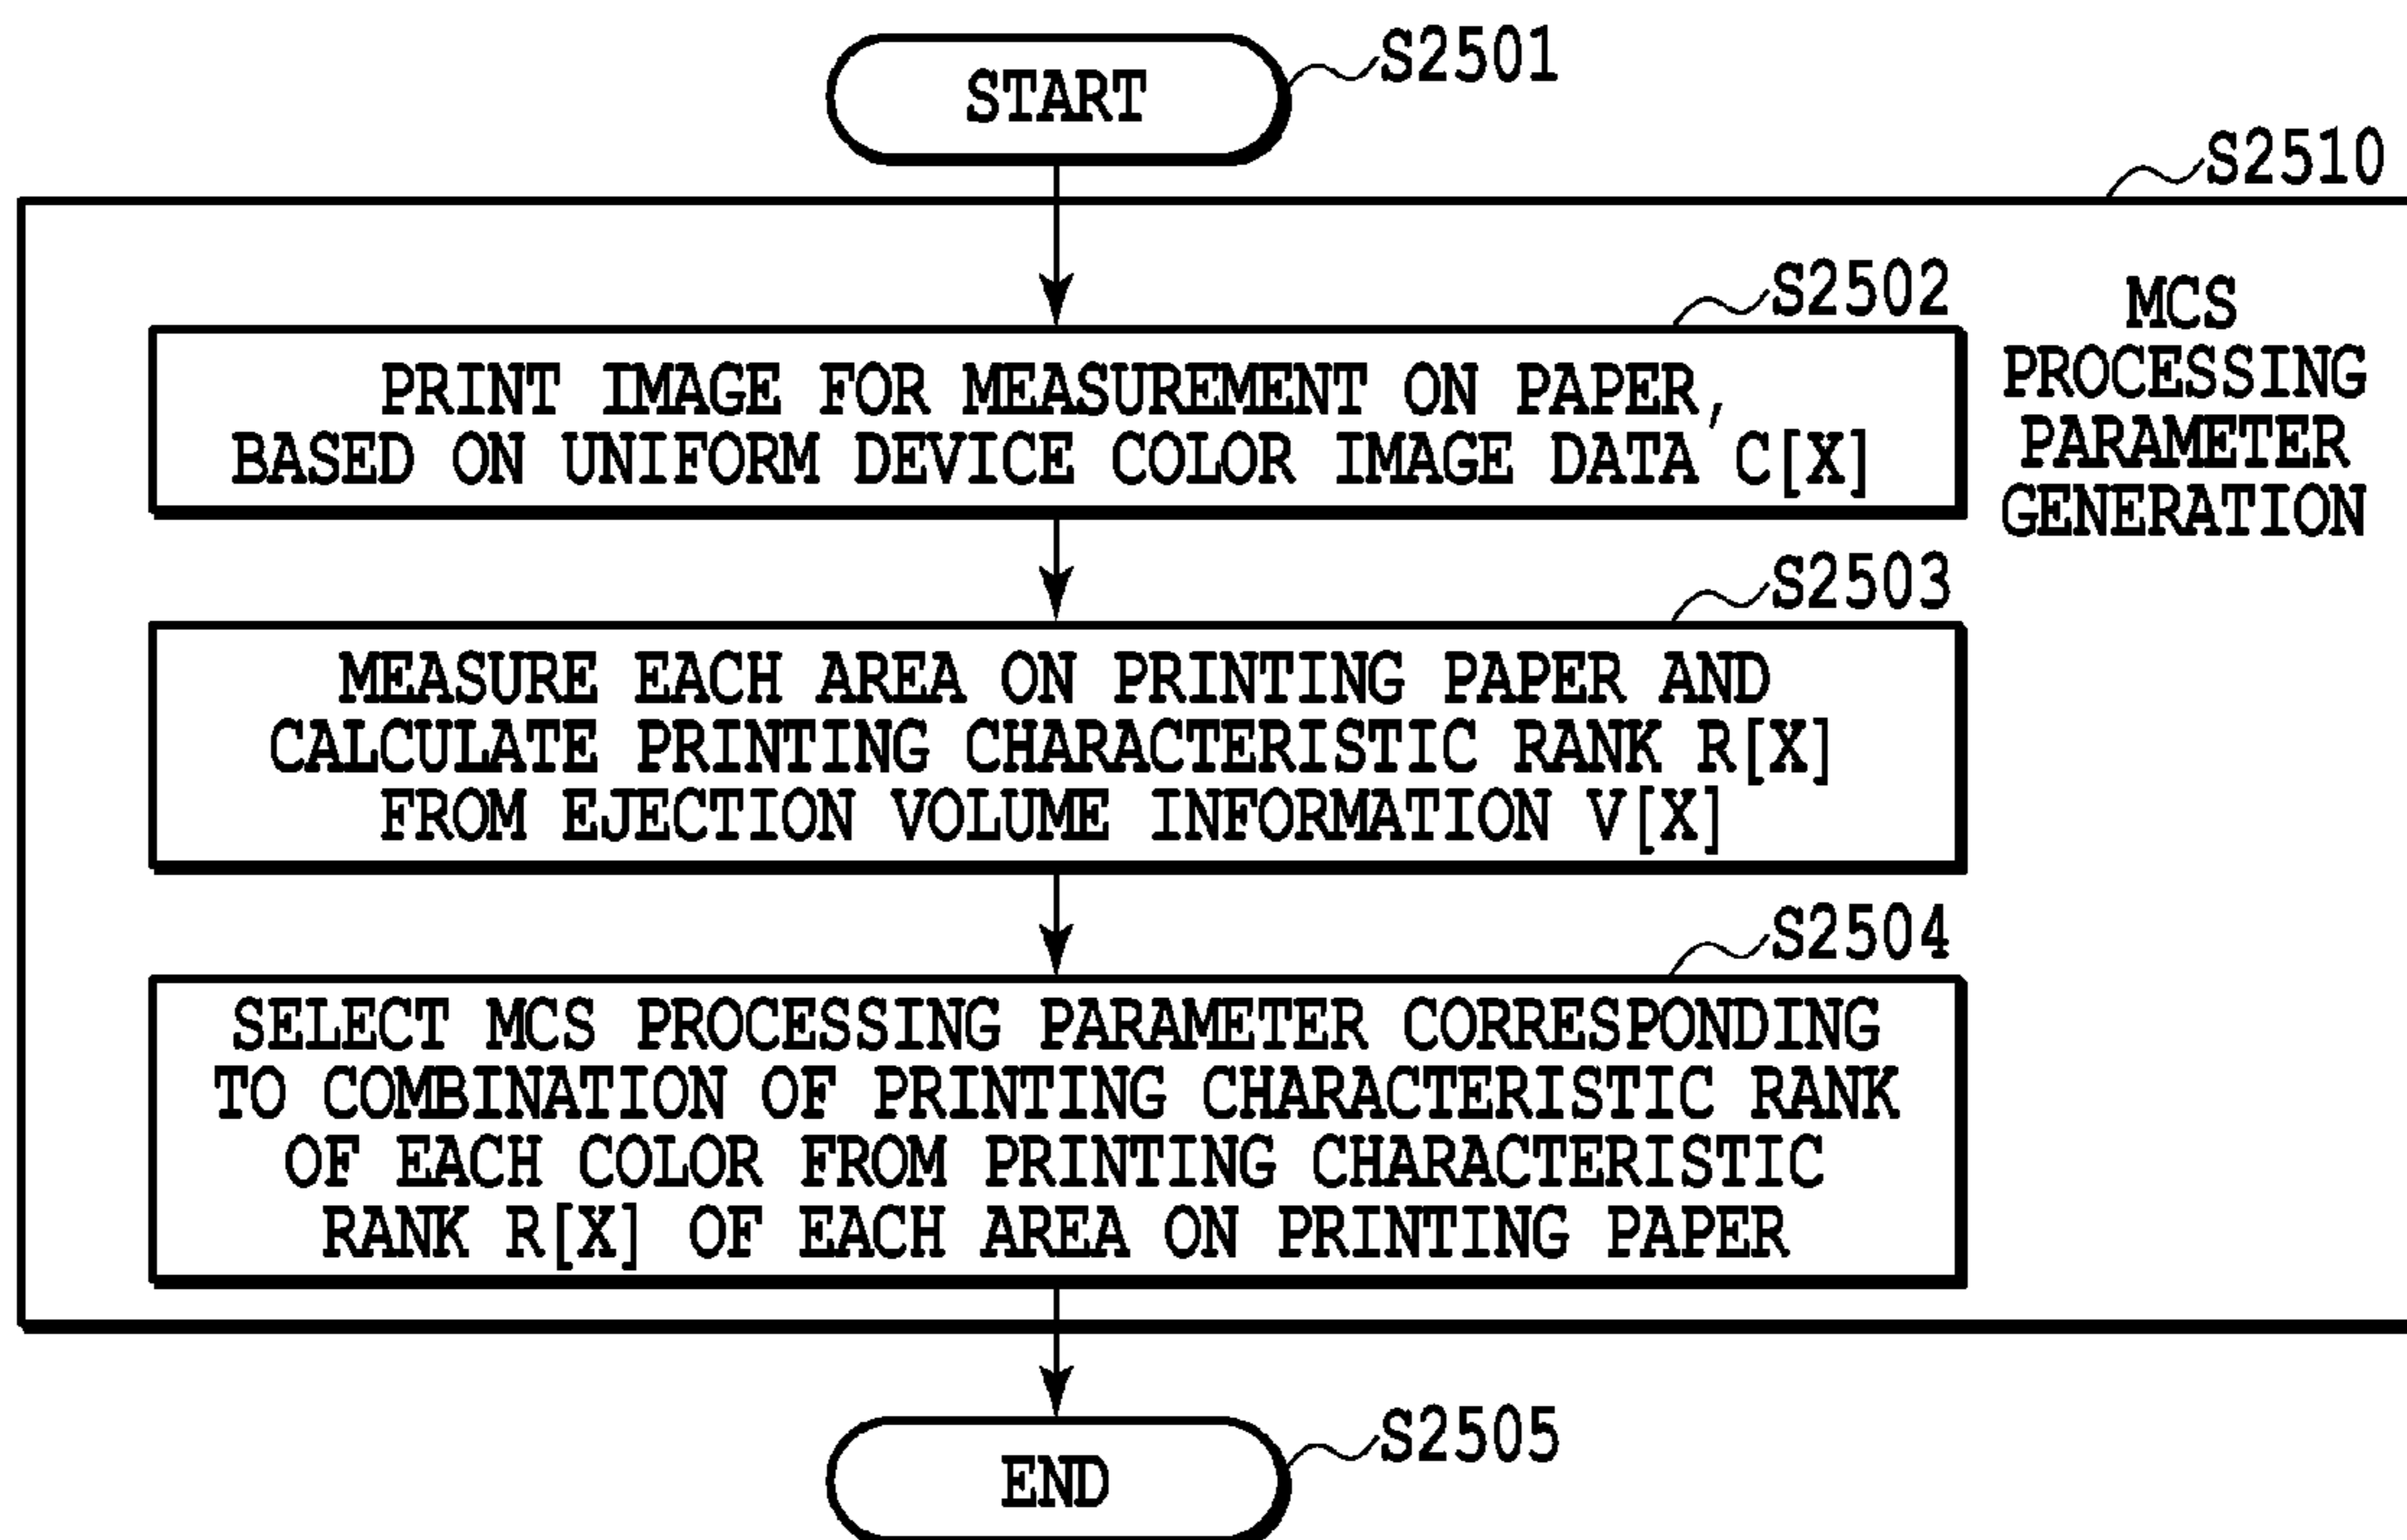 START
S2501
S2510
S2502
MCS
PROCESSING
PARAMETER
GENERATION
PRINT IMAGE FOR MEASUREMENT ON PAPER,
BASED ON UNIFORM DEVICE COLOR IMAGE DATA C[X]
S2503
MEASURE EACH AREA ON PRINTING PAPER AND
CALCULATE PRINTING CHARACTERISTIC RANK R[X]
FROM EJECTION VOLUME INFORMATION V[X]
S2504
SELECT MCS PROCESSING PARAMETER CORRESPONDING
TO COMBINATION OF PRINTING CHARACTERISTIC RANK
OF EACH COLOR FROM PRINTING CHARACTERISTIC
RANK R[X] OF EACH AREA ON PRINTING PAPER
S2505
END